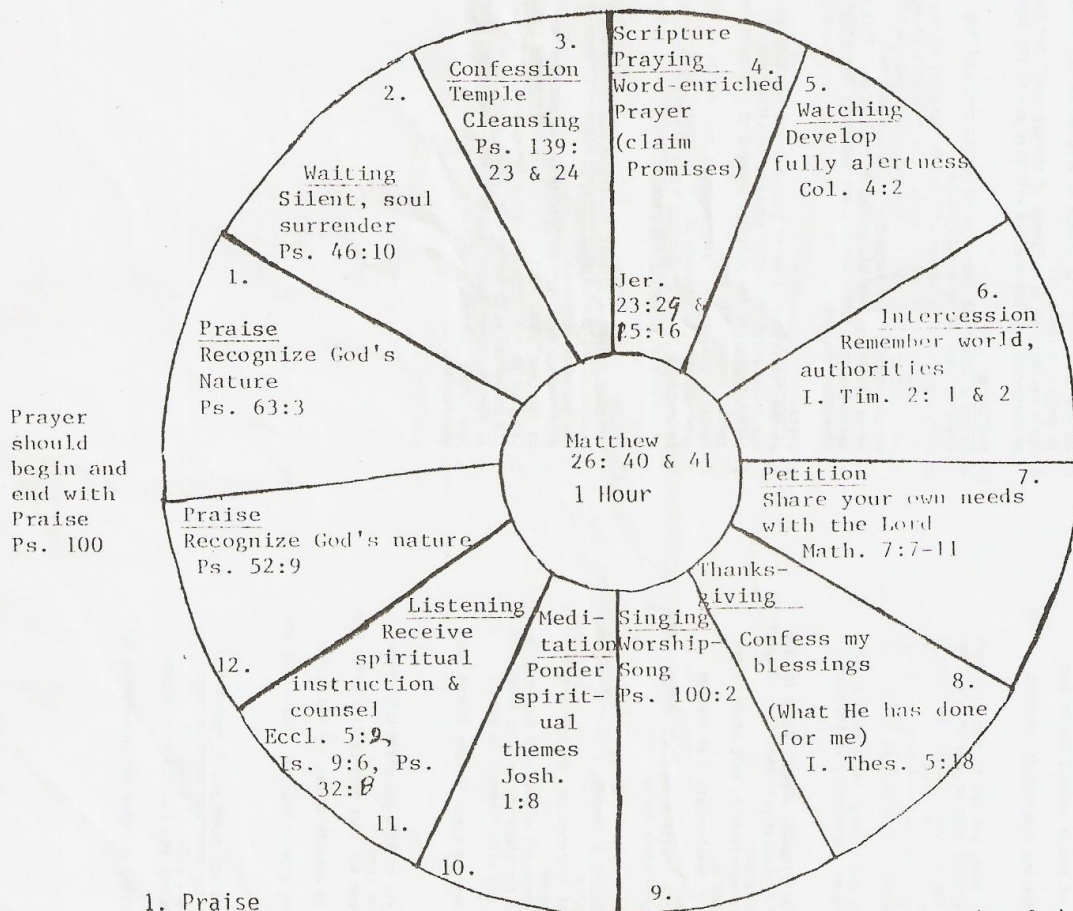 3.
Confession
Temple
Cleansing
Ps. 139:
23 & 24
Scripture
Praying 4.
Word-enriched
Prayer
(claim
Promises)
Jer.
23:29 &
15:16
5.
Watching
Develop
fully alertness
Col. 4:2
2.
Waiting
Silent, soul
surrender
Ps. 46:10
1.
Praise
Recognize God's
Nature
Ps. 63:3
6.
Intercession
Remember world,
authorities
I. Tim. 2: 1 & 2
Prayer
should
begin and
end with
Praise
Ps. 100
Matthew
26: 40 & 41
1 Hour
Petition 7.
Share your own needs
with the Lord
Math. 7:7-11
Praise
Recognize God's nature
Ps. 52:9
12.
Listening
Receive
spiritual
instruction &
counsel
Eccl. 5:
Is. 9:6, Ps.
32:8
11.
Medi-
tation
Ponder
spirit-
ual
themes
Josh.
1:8
10.
Singing
Worship-
Song
Ps. 100:2
9.
Thanks-
giving
Confess my
blessings
8.
(What He has done
for me)
I. Thes. 5:18
1. Praise